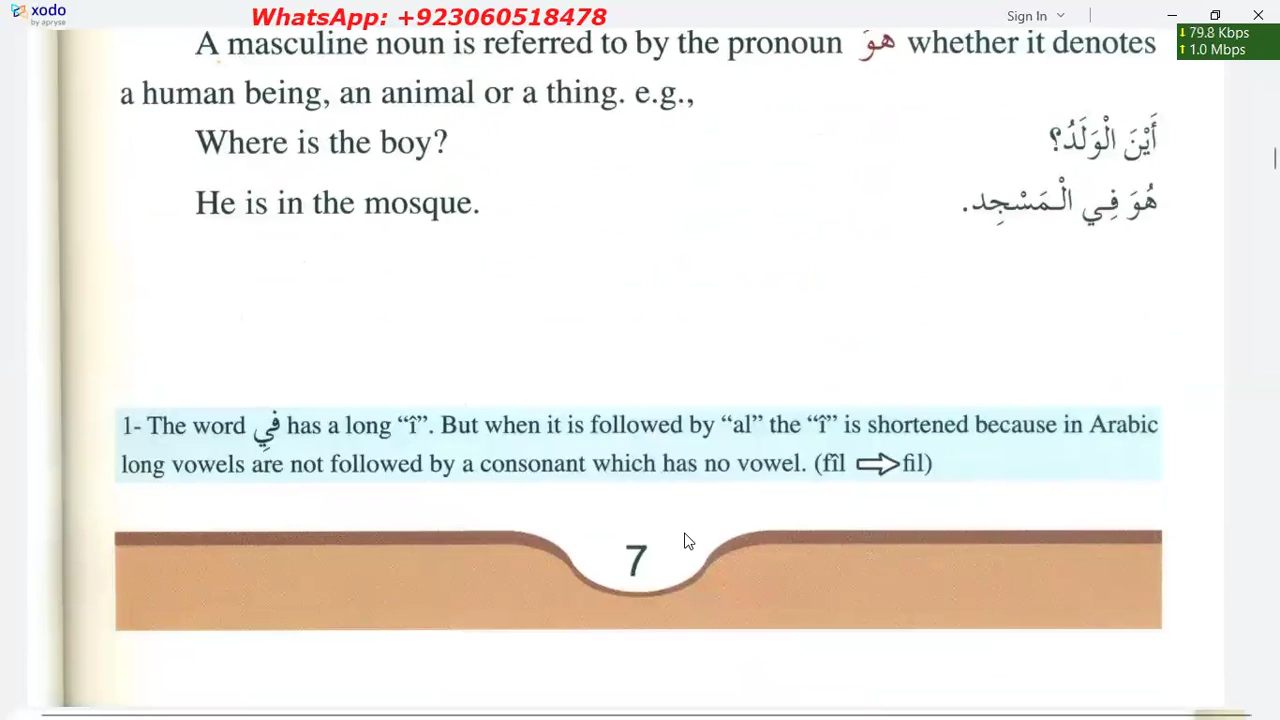 xodo
by apryse
WhatsApp: +923060518478
Sign In
79.8 Kbps
1.0 Mbps
A masculine noun is referred to by the pronoun هوَ whether it denotes
a human being, an animal or a thing. e.g.,
Where is the boy? أَيْنَ الْوَلَدُ؟
He is in the mosque. هُوَ فِي الْمَسْجِد.
1- The word فِي has a long “î”. But when it is followed by “al” the “î” is shortened because in Arabic
long vowels are not followed by a consonant which has no vowel. (fîl ⇨ fil)
7